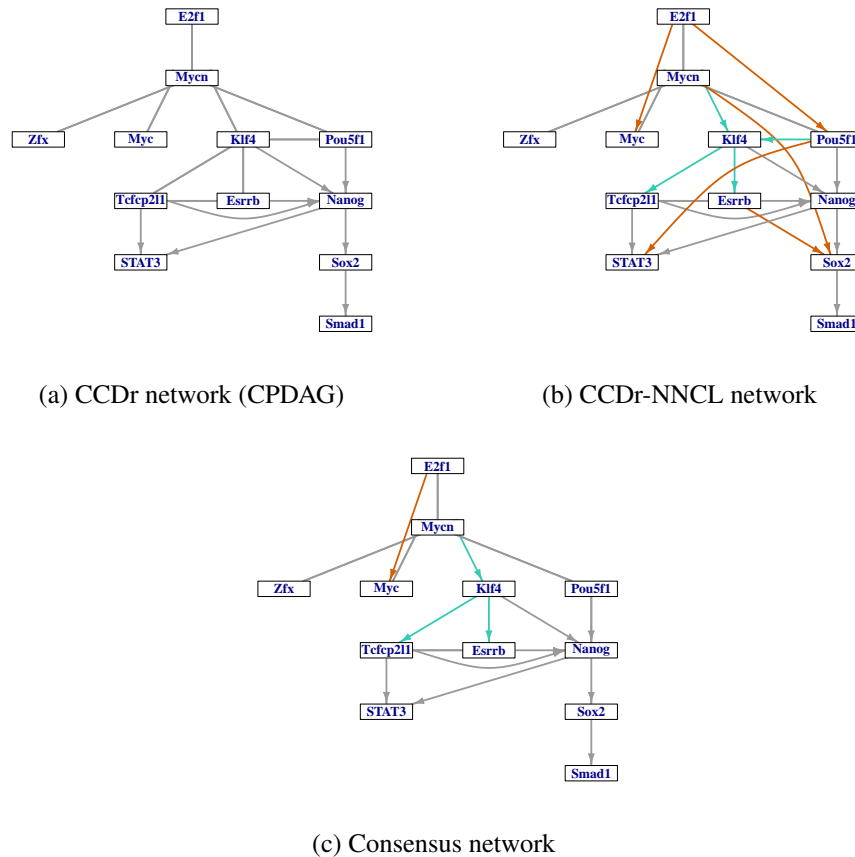 E2f1
Mycn
Zfx Myc Klf4 Pou5f1
Tcfcp2l1 Esrrb Nanog
STAT3 Sox2
Smad1
(a) CCDr network (CPDAG)
E2f1
Mycn
Zfx Myc Klf4 Pou5f1
Tcfcp2l1 Esrrb Nanog
STAT3 Sox2
Smad1
(b) CCDr-NNCL network
E2f1
Mycn
Zfx Myc Klf4 Pou5f1
Tcfcp2l1 Esrrb Nanog
STAT3 Sox2
Smad1
(c) Consensus network